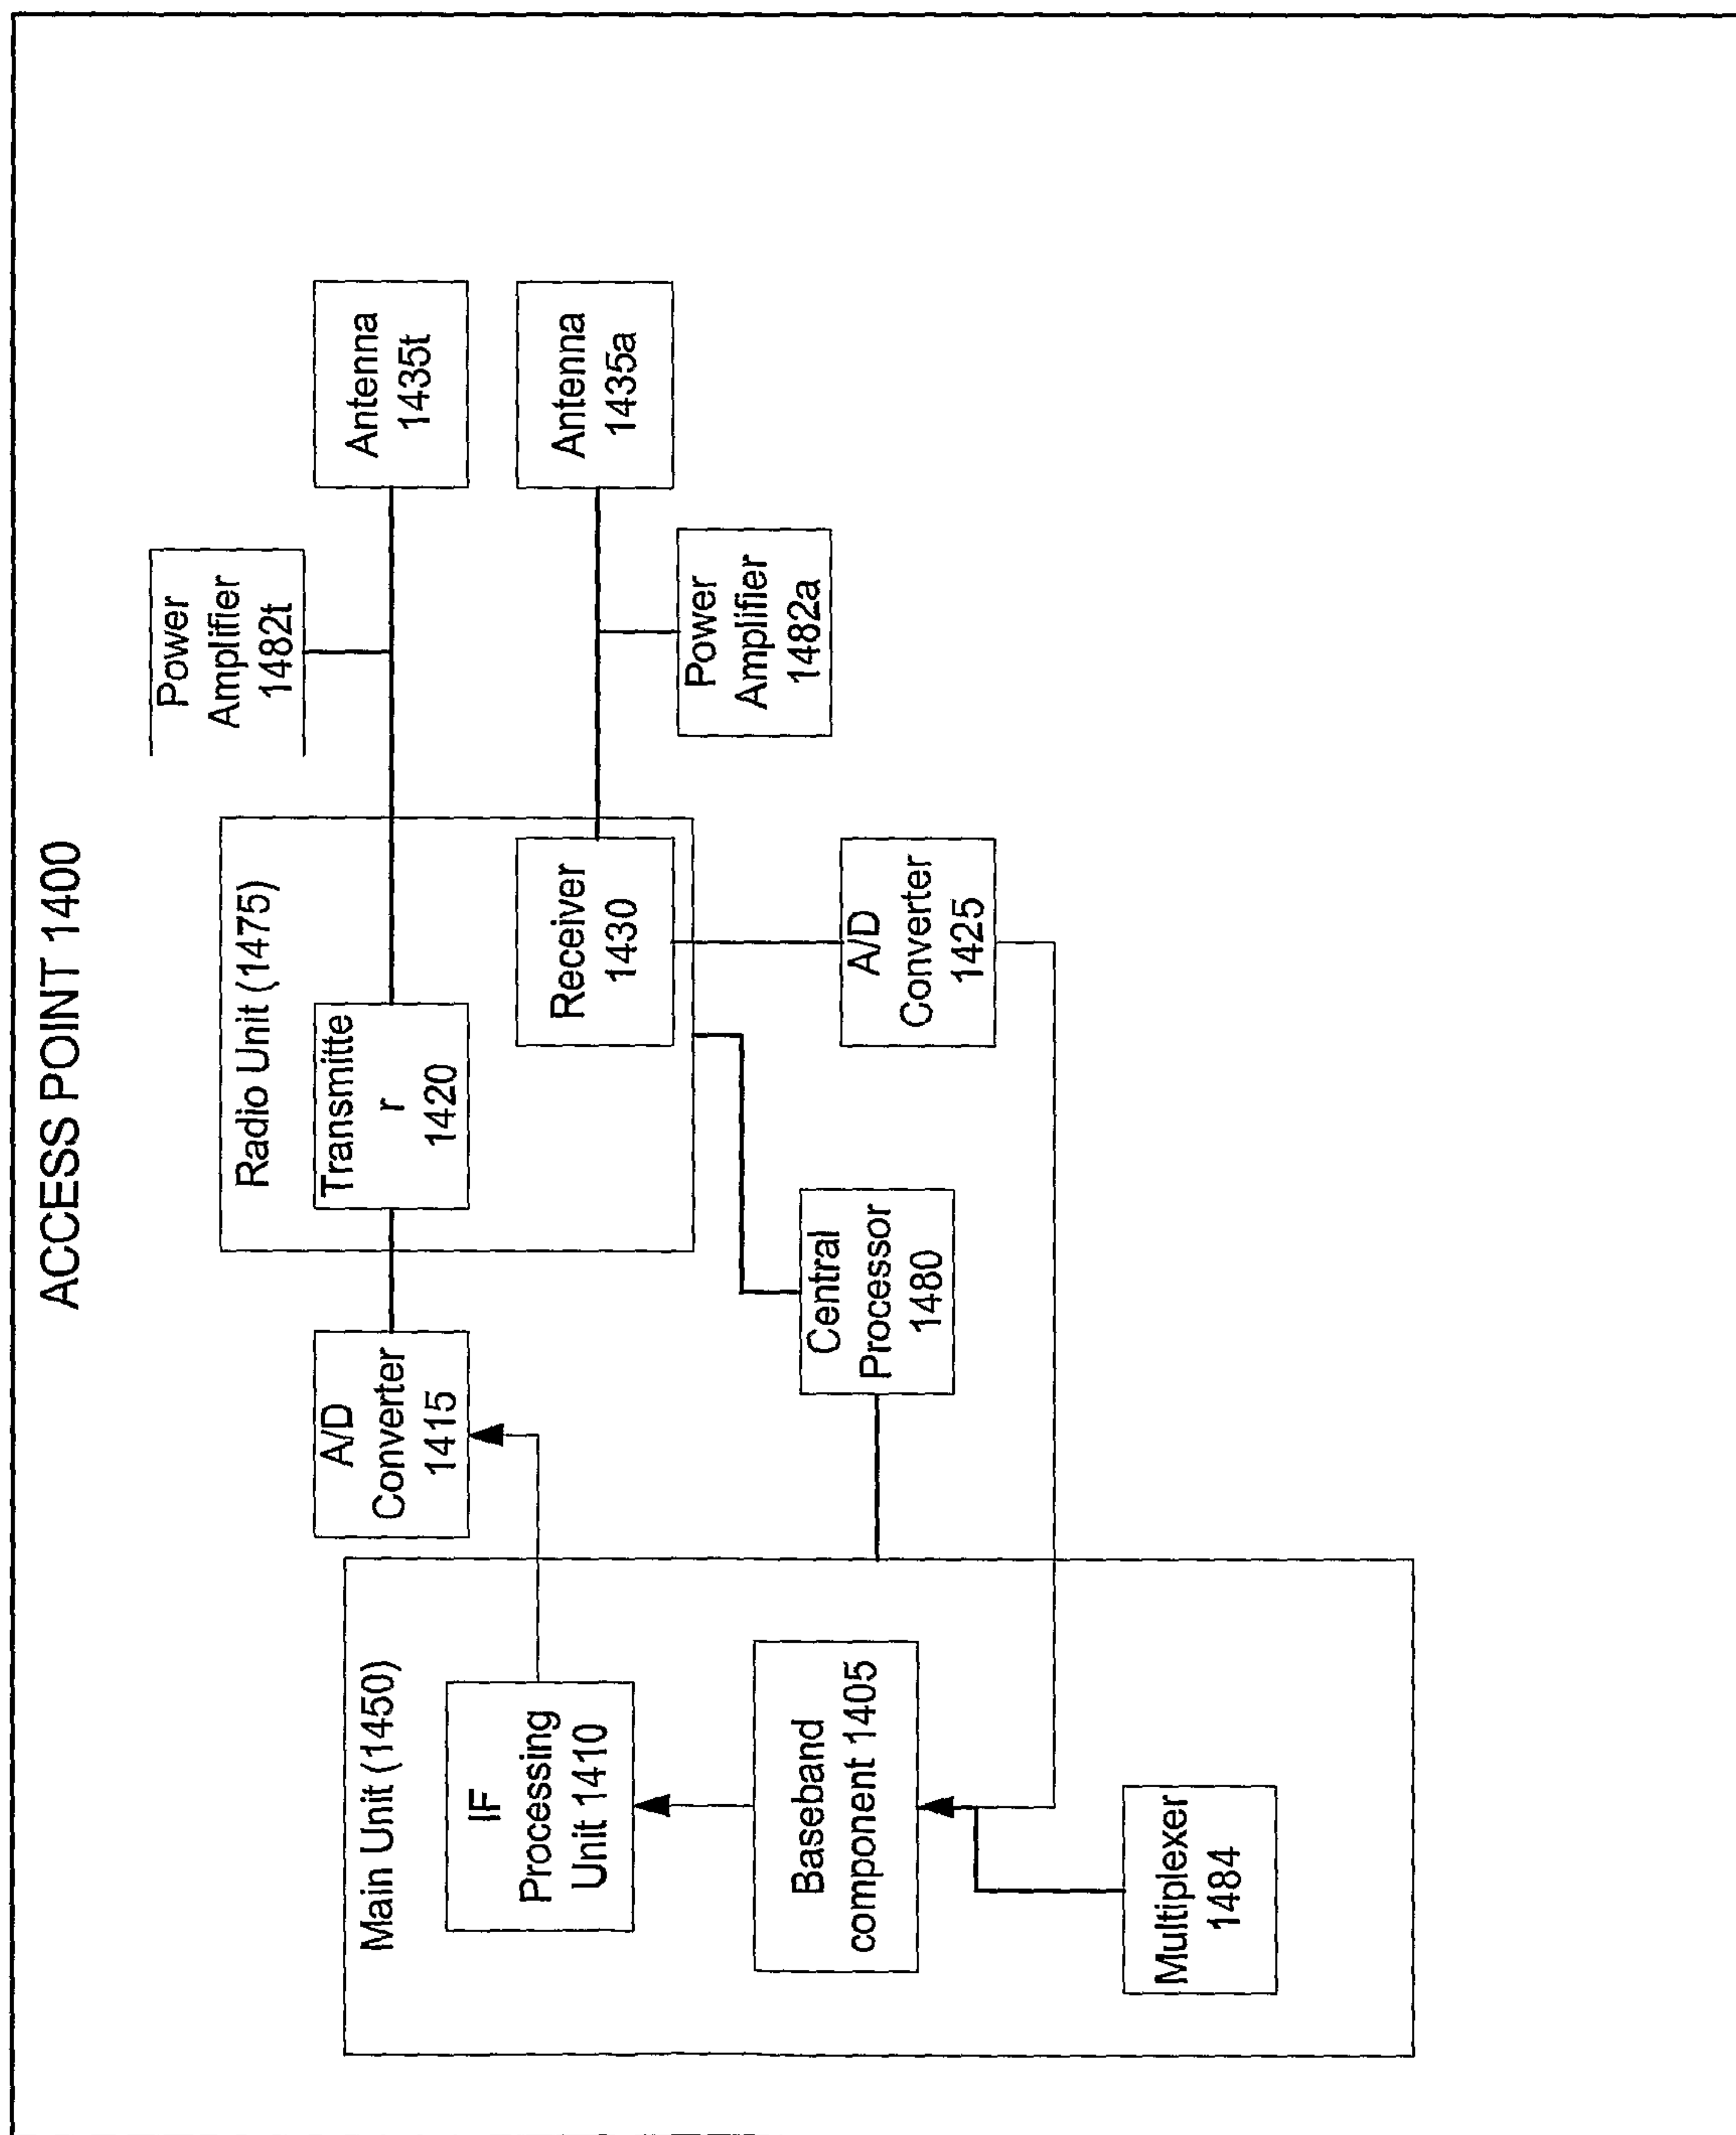 ACCESS POINT 1400
Main Unit (1450)
IF
Processing
Unit 1410
Baseband
component 1405
Multiplexer
1484
A/D
Converter
1415
Central
Processor
1480
Radio Unit (1475)
Transmitte
r
1420
Receiver
1430
A/D
Converter
1425
Power
Amplifier
1482t
Power
Amplifier
1482a
Antenna
1435t
Antenna
1435a